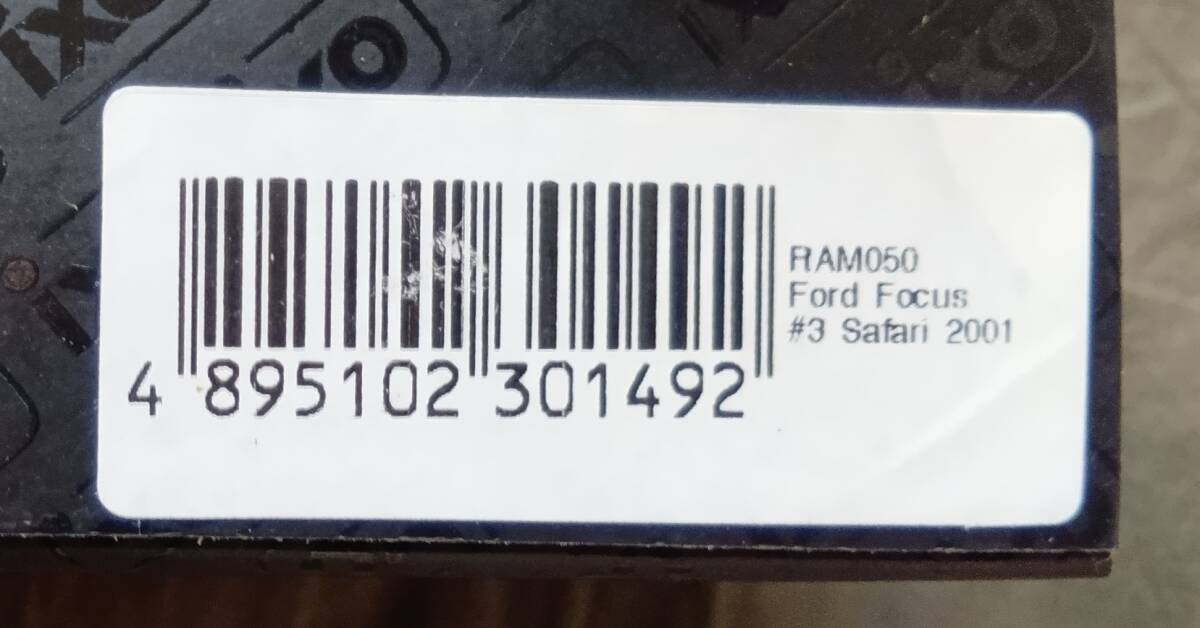 RAM050
Ford Focus
#3 Safari 2001
4 895102 301492